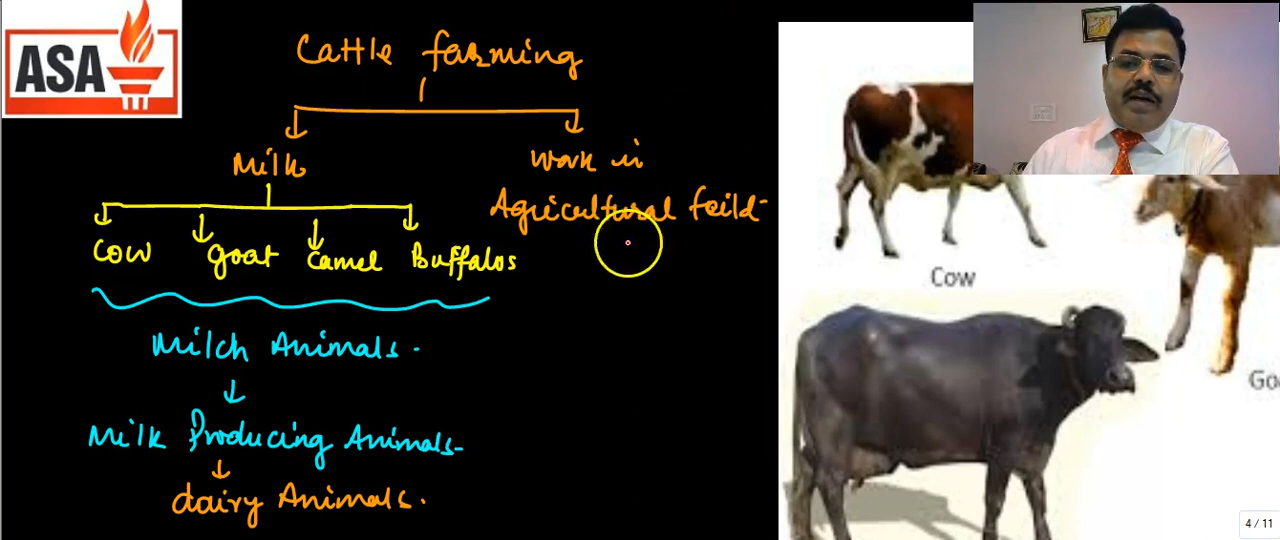 ASA
Cattle farming
Milk
work in
Agricultural feild
Cow
goat
Camel
Buffalos
Milch Animals.
Milk Producing Animals
dairy Animals.
Cow
Go
4 / 11